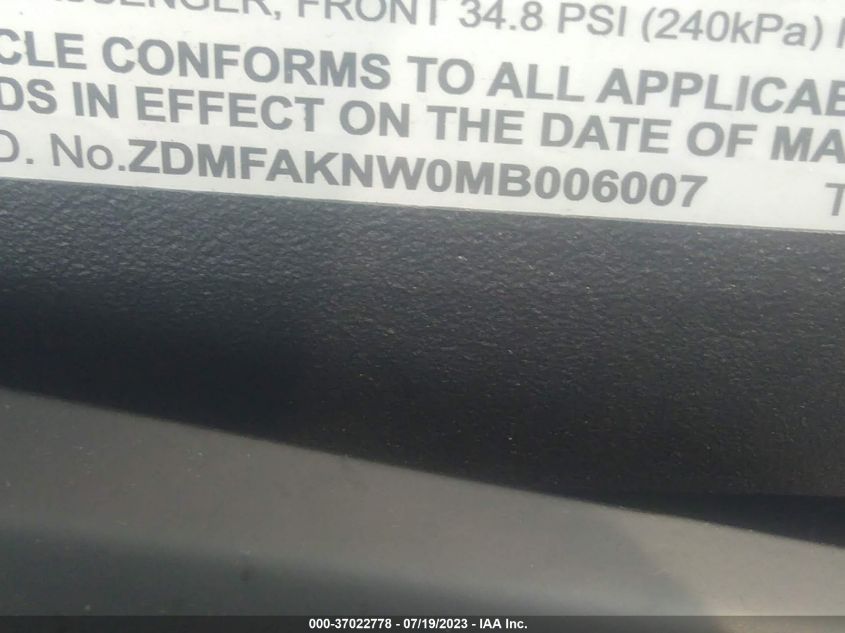 FRONT 34.8 PSI (240kPa)
CLE CONFORMS TO ALL APPLICAB
DS IN EFFECT ON THE DATE OF MA
D. No.ZDMFAKNW0MB006007 T
000-37022778 - 07/19/2023 - IAA Inc.